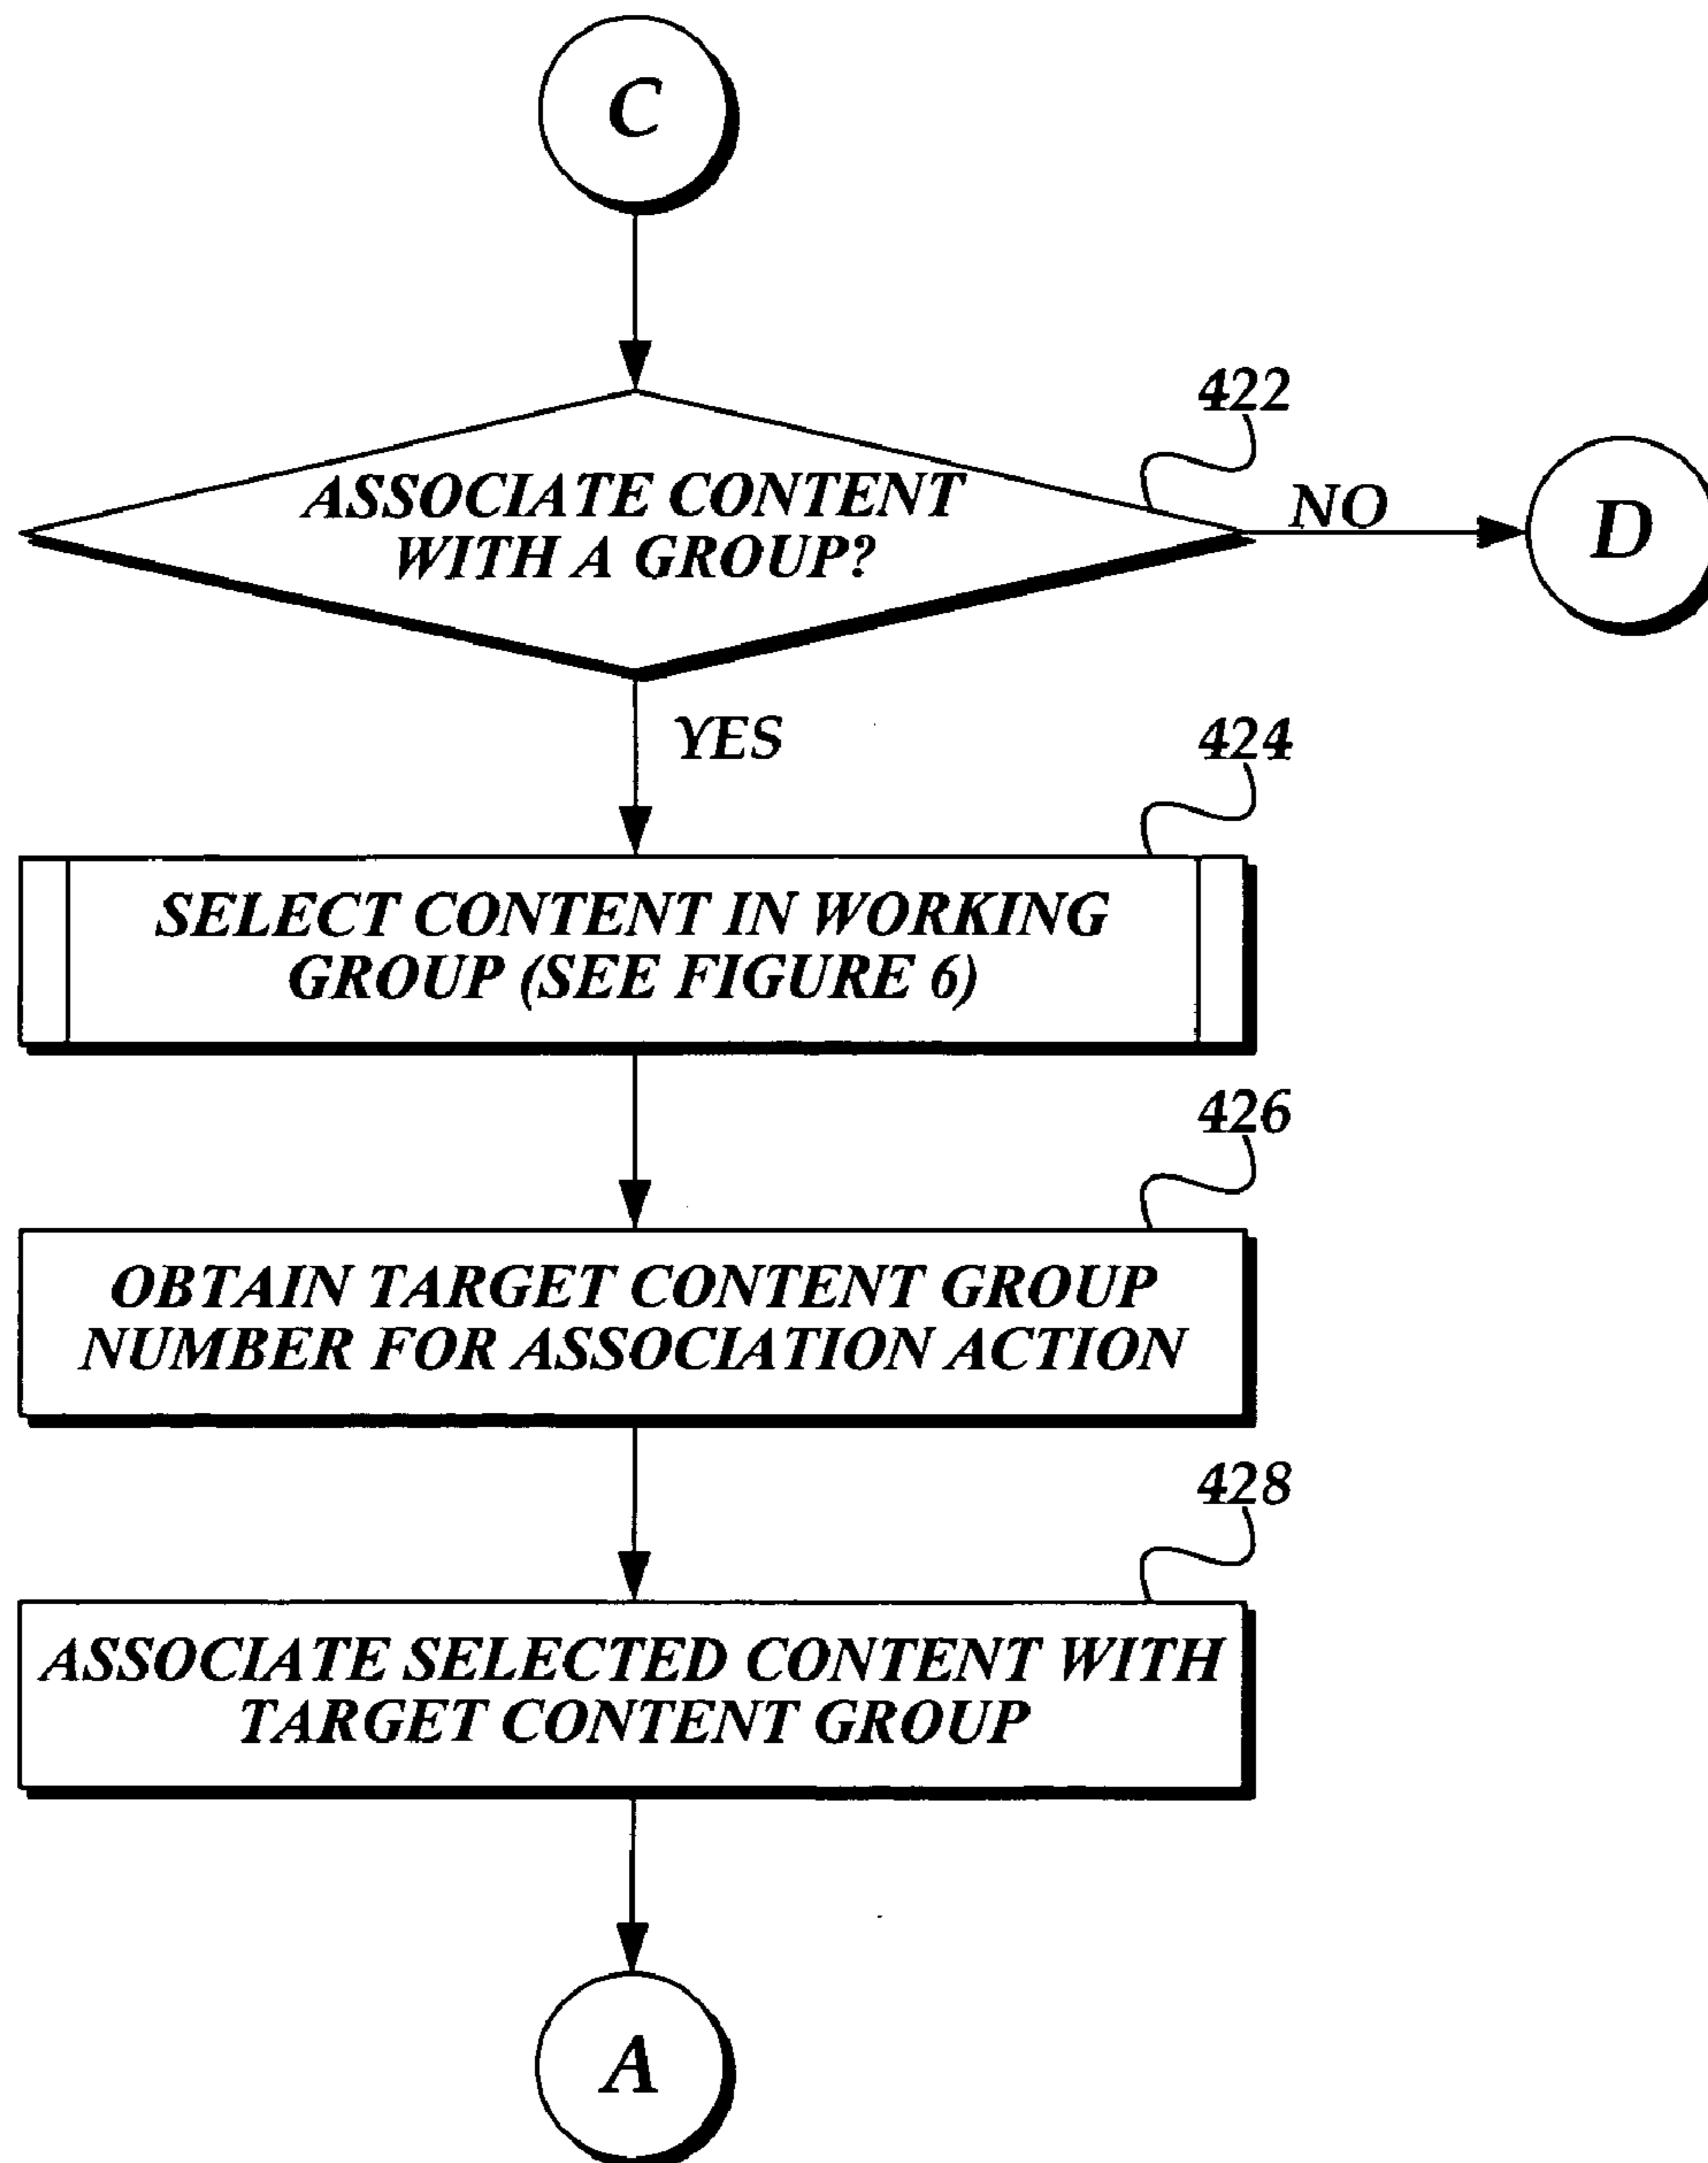 C
422
ASSOCIATE CONTENT
WITH A GROUP?
NO
D
YES
424
SELECT CONTENT IN WORKING
GROUP (SEE FIGURE 6)
426
OBTAIN TARGET CONTENT GROUP
NUMBER FOR ASSOCIATION ACTION
428
ASSOCIATE SELECTED CONTENT WITH
TARGET CONTENT GROUP
A